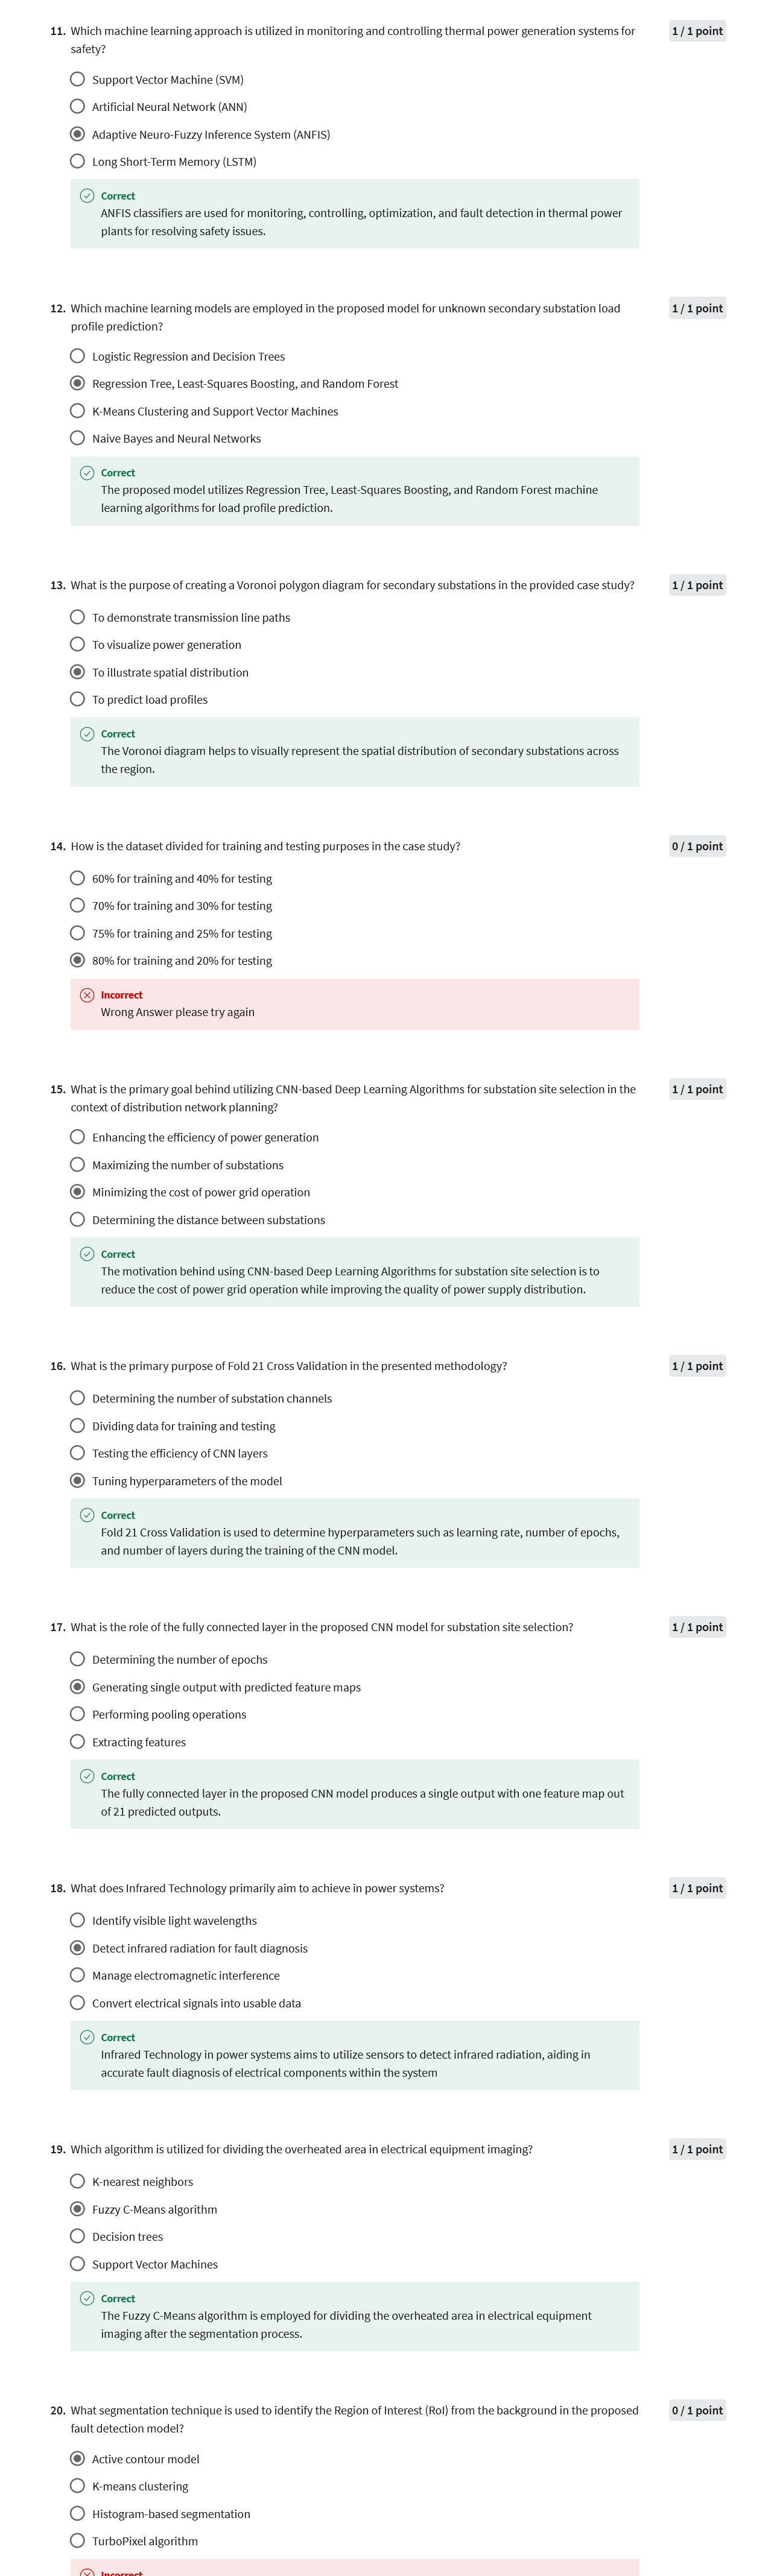 11. Which machine learning approach is utilized in monitoring and controlling thermal power generation systems for
safety?
1 / 1 point
Support Vector Machine (SVM)
Artificial Neural Network (ANN)
Adaptive Neuro-Fuzzy Inference System (ANFIS)
Long Short-Term Memory (LSTM)
Correct
ANFIS classifiers are used for monitoring, controlling, optimization, and fault detection in thermal power
plants for resolving safety issues.
12. Which machine learning models are employed in the proposed model for unknown secondary substation load
profile prediction?
1 / 1 point
Logistic Regression and Decision Trees
Regression Tree, Least-Squares Boosting, and Random Forest
K-Means Clustering and Support Vector Machines
Naive Bayes and Neural Networks
Correct
The proposed model utilizes Regression Tree, Least-Squares Boosting, and Random Forest machine
learning algorithms for load profile prediction.
13. What is the purpose of creating a Voronoi polygon diagram for secondary substations in the provided case study?
1 / 1 point
To demonstrate transmission line paths
To visualize power generation
To illustrate spatial distribution
To predict load profiles
Correct
The Voronoi diagram helps to visually represent the spatial distribution of secondary substations across
the region.
14. How is the dataset divided for training and testing purposes in the case study?
0 / 1 point
60% for training and 40% for testing
70% for training and 30% for testing
75% for training and 25% for testing
80% for training and 20% for testing
Incorrect
Wrong Answer please try again
15. What is the primary goal behind utilizing CNN-based Deep Learning Algorithms for substation site selection in the
context of distribution network planning?
1 / 1 point
Enhancing the efficiency of power generation
Maximizing the number of substations
Minimizing the cost of power grid operation
Determining the distance between substations
Correct
The motivation behind using CNN-based Deep Learning Algorithms for substation site selection is to
reduce the cost of power grid operation while improving the quality of power supply distribution.
16. What is the primary purpose of Fold 21 Cross Validation in the presented methodology?
1 / 1 point
Determining the number of substation channels
Dividing data for training and testing
Testing the efficiency of CNN layers
Tuning hyperparameters of the model
Correct
Fold 21 Cross Validation is used to determine hyperparameters such as learning rate, number of epochs,
and number of layers during the training of the CNN model.
17. What is the role of the fully connected layer in the proposed CNN model for substation site selection?
1 / 1 point
Determining the number of epochs
Generating single output with predicted feature maps
Performing pooling operations
Extracting features
Correct
The fully connected layer in the proposed CNN model produces a single output with one feature map out
of 21 predicted outputs.
18. What does Infrared Technology primarily aim to achieve in power systems?
1 / 1 point
Identify visible light wavelengths
Detect infrared radiation for fault diagnosis
Manage electromagnetic interference
Convert electrical signals into usable data
Correct
Infrared Technology in power systems aims to utilize sensors to detect infrared radiation, aiding in
accurate fault diagnosis of electrical components within the system
19. Which algorithm is utilized for dividing the overheated area in electrical equipment imaging?
1 / 1 point
K-nearest neighbors
Fuzzy C-Means algorithm
Decision trees
Support Vector Machines
Correct
The Fuzzy C-Means algorithm is employed for dividing the overheated area in electrical equipment
imaging after the segmentation process.
20. What segmentation technique is used to identify the Region of Interest (RoI) from the background in the proposed
fault detection model?
0 / 1 point
Active contour model
K-means clustering
Histogram-based segmentation
TurboPixel algorithm
Incorrect